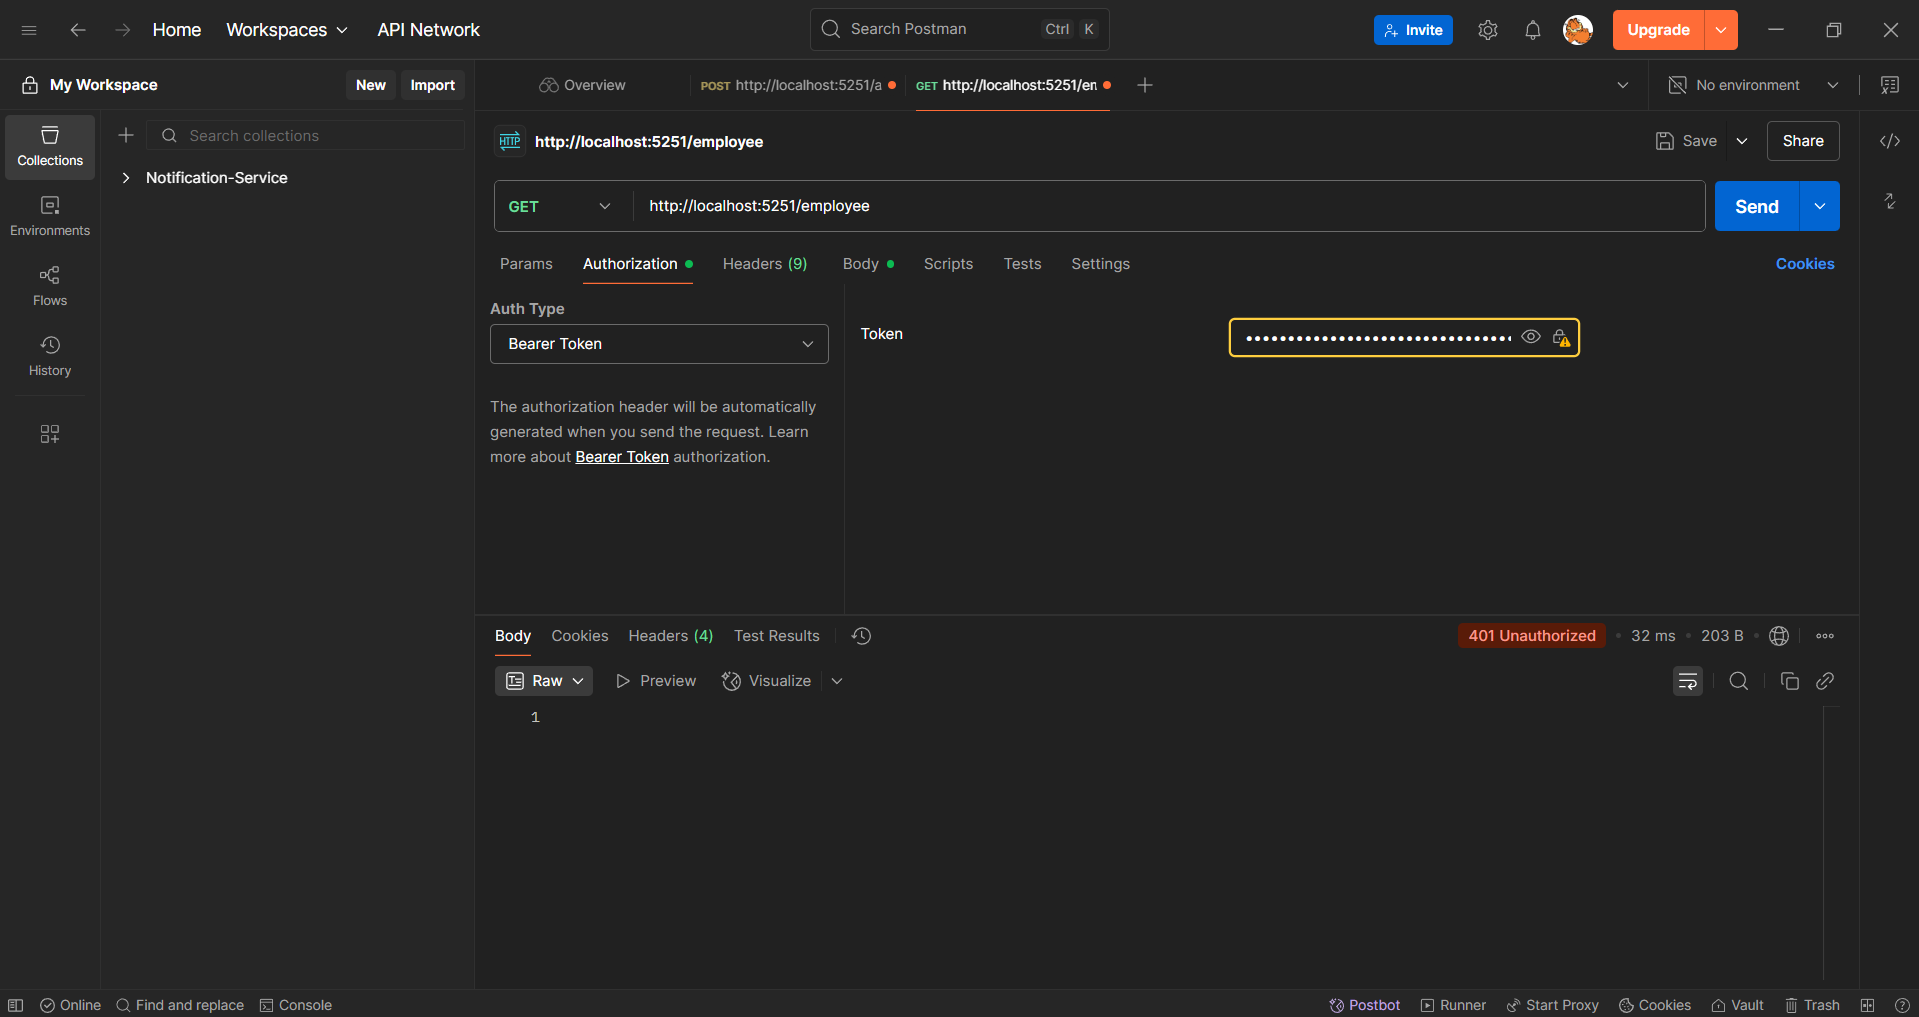 Home
Workspaces
API Network
Search Postman
Ctrl K
Invite
Upgrade
My Workspace
New
Import
Overview
POST http://localhost:5251/a
GET http://localhost:5251/en
No environment
Collections
Search collections
Notification-Service
Environments
Flows
History
HTTP
http://localhost:5251/employee
Save
Share
GET
http://localhost:5251/employee
Send
Params
Authorization
Headers (9)
Body
Scripts
Tests
Settings
Cookies
Auth Type
Bearer Token
The authorization header will be automatically
generated when you send the request. Learn
more about Bearer Token authorization.
Token
Body
Cookies
Headers (4)
Test Results
401 Unauthorized
32 ms
203 B
Raw
Preview
Visualize
1
Online
Find and replace
Console
Postbot
Runner
Start Proxy
Cookies
Vault
Trash